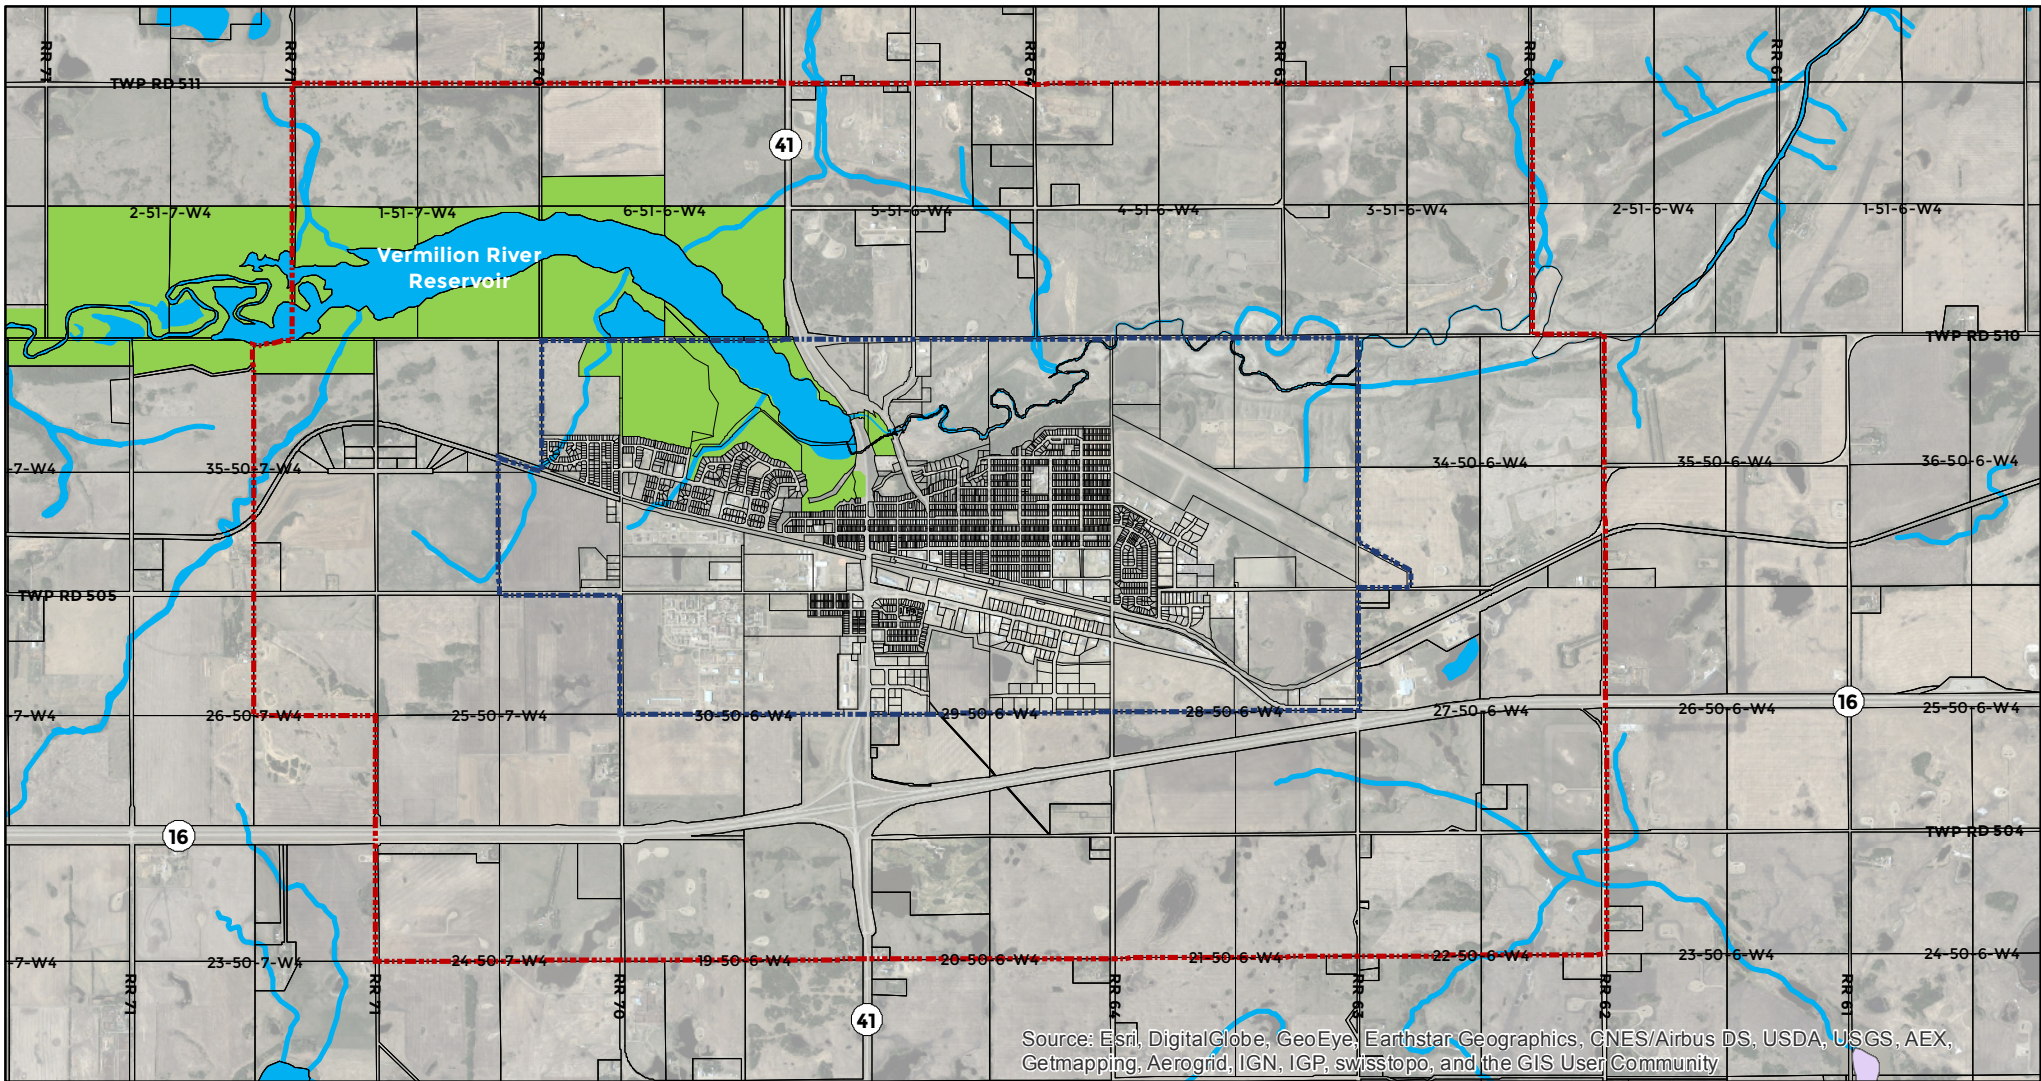 RR 71
RR 71
RR 70
RR 64
RR 63
RR 62
RR 61
TWP RD 511
41
2-51-7-W4
1-51-7-W4
6-51-6-W4
5-51-6-W4
4-51-6-W4
3-51-6-W4
2-51-6-W4
1-51-6-W4
Vermilion River
Reservoir
TWP RD 510
-7-W4
35-50-7-W4
34-50-6-W4
35-50-6-W4
36-50-6-W4
TWP RD 505
-7-W4
26-50-7-W4
25-50-7-W4
30-50-6-W4
29-50-6-W4
28-50-6-W4
27-50-6-W4
26-50-6-W4
16
25-50-6-W4
16
TWP RD 504
-7-W4
23-50-7-W4
24-50-7-W4
19-50-6-W4
20-50-6-W4
21-50-6-W4
22-50-6-W4
23-50-6-W4
24-50-6-W4
RR 71
RR 71
RR 70
41
RR 64
RR 63
RR 62
RR 61
Source: Esri, DigitalGlobe, GeoEye, Earthstar Geographics, CNES/Airbus DS, USDA, USGS, AEX,
Getmapping, Aerogrid, IGN, IGP, swisstopo, and the GIS User Community